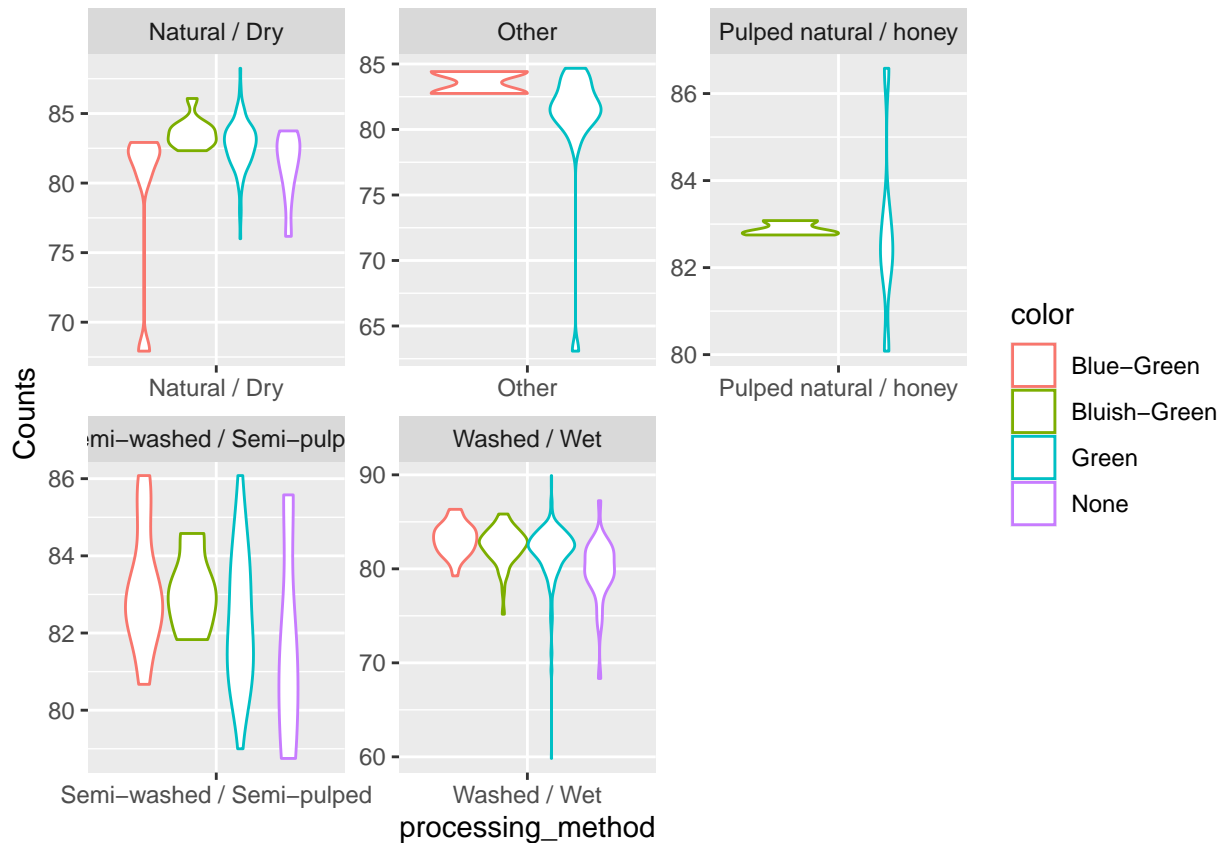 Natural / Dry
Other
Pulped natural / honey
85
80
75
70
85
80
75
70
65
86
84
82
80
Natural / Dry
Other
Pulped natural / honey
Counts
emi−washed / Semi−pulp
Washed / Wet
86
84
82
80
90
80
70
60
Semi−washed / Semi−pulped
Washed / Wet
processing_method
color
Blue−Green
Bluish−Green
Green
None